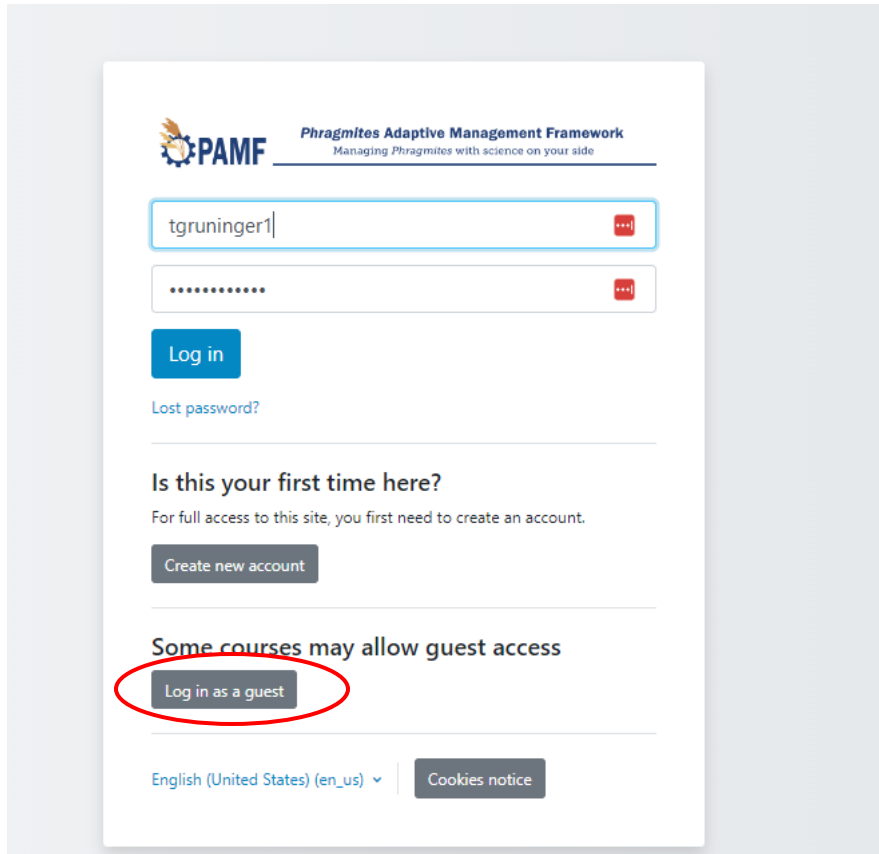 PAMF
Phragmites Adaptive Management Framework
Managing Phragmites with science on your side
tgruninger1
••••••••••••
Log in
Lost password?
Is this your first time here?
For full access to this site, you first need to create an account.
Create new account
Some courses may allow guest access
Log in as a guest
English (United States) (en_us)
Cookies notice